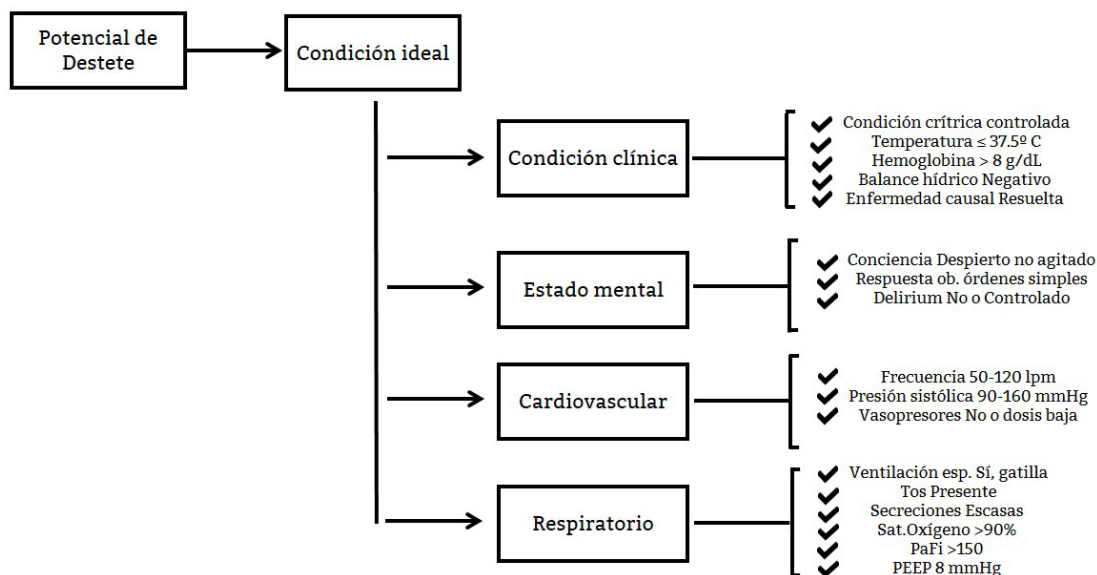 Potencial de
Destete
Condición ideal
Condición clínica
Condición crítrica controlada
Temperatura ≤ 37.5º C
Hemoglobina > 8 g/dL
Balance hídrico Negativo
Enfermedad causal Resuelta
Estado mental
Conciencia Despierto no agitado
Respuesta ob. órdenes simples
Delirium No o Controlado
Cardiovascular
Frecuencia 50-120 lpm
Presión sistólica 90-160 mmHg
Vasopresores No o dosis baja
Respiratorio
Ventilación esp. Sí, gatilla
Tos Presente
Secreciones Escasas
Sat.Oxígeno >90%
PaFi >150
PEEP 8 mmHg